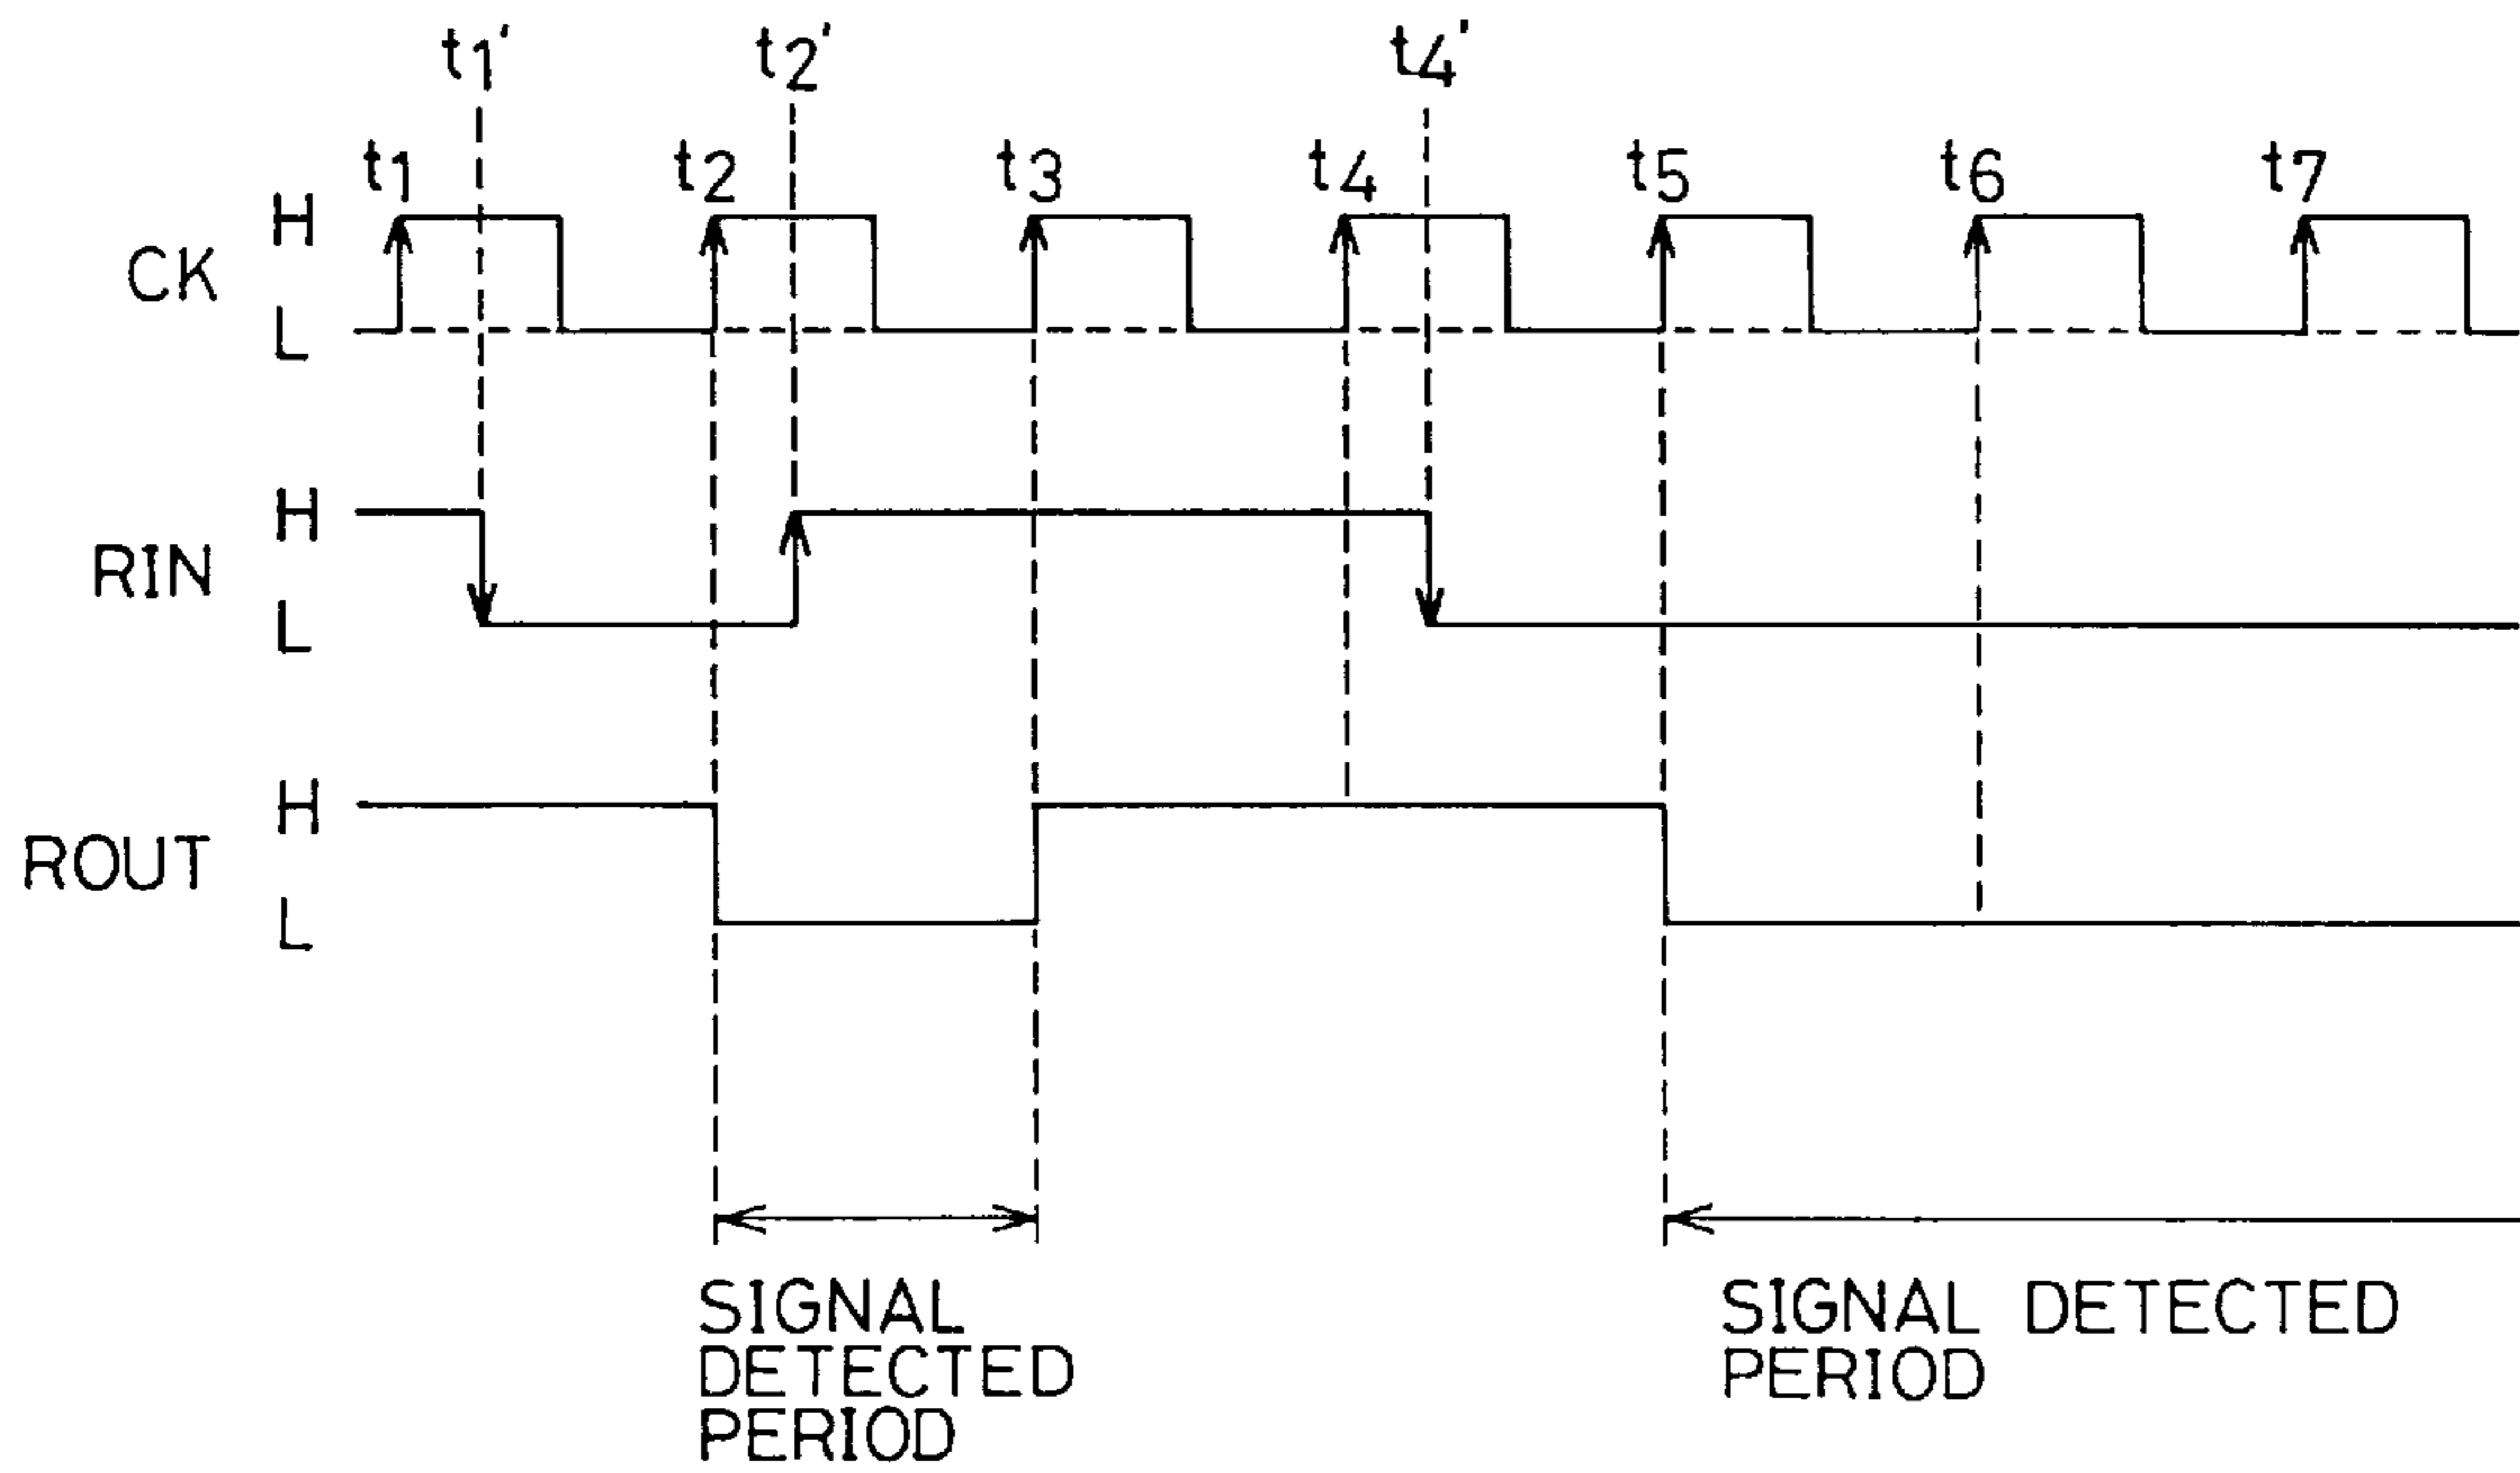 t1' t2' t4'
t1 t2 t3 t4 t5 t6 t7
H
CK
L
H
RIN
L
H
ROUT
L
SIGNAL
DETECTED
PERIOD
SIGNAL DETECTED
PERIOD